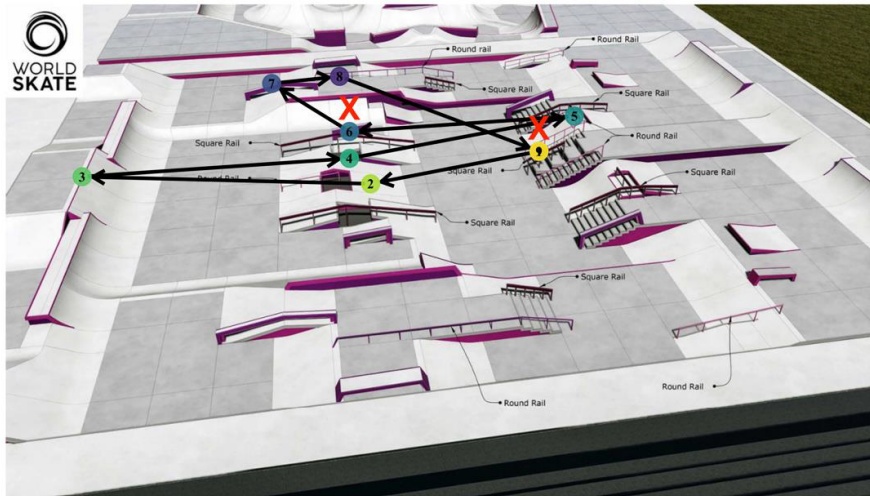 WORLD
SKATE
Round rail
Round Rail
Square Rail
Square Rail
7
8
X
X
6
5
Square Rail
Round Rail
4
9
3
Round Rail
2
Square Rail
Square Rail
Square Rail
Square Rail
Round Rail
Round Rail